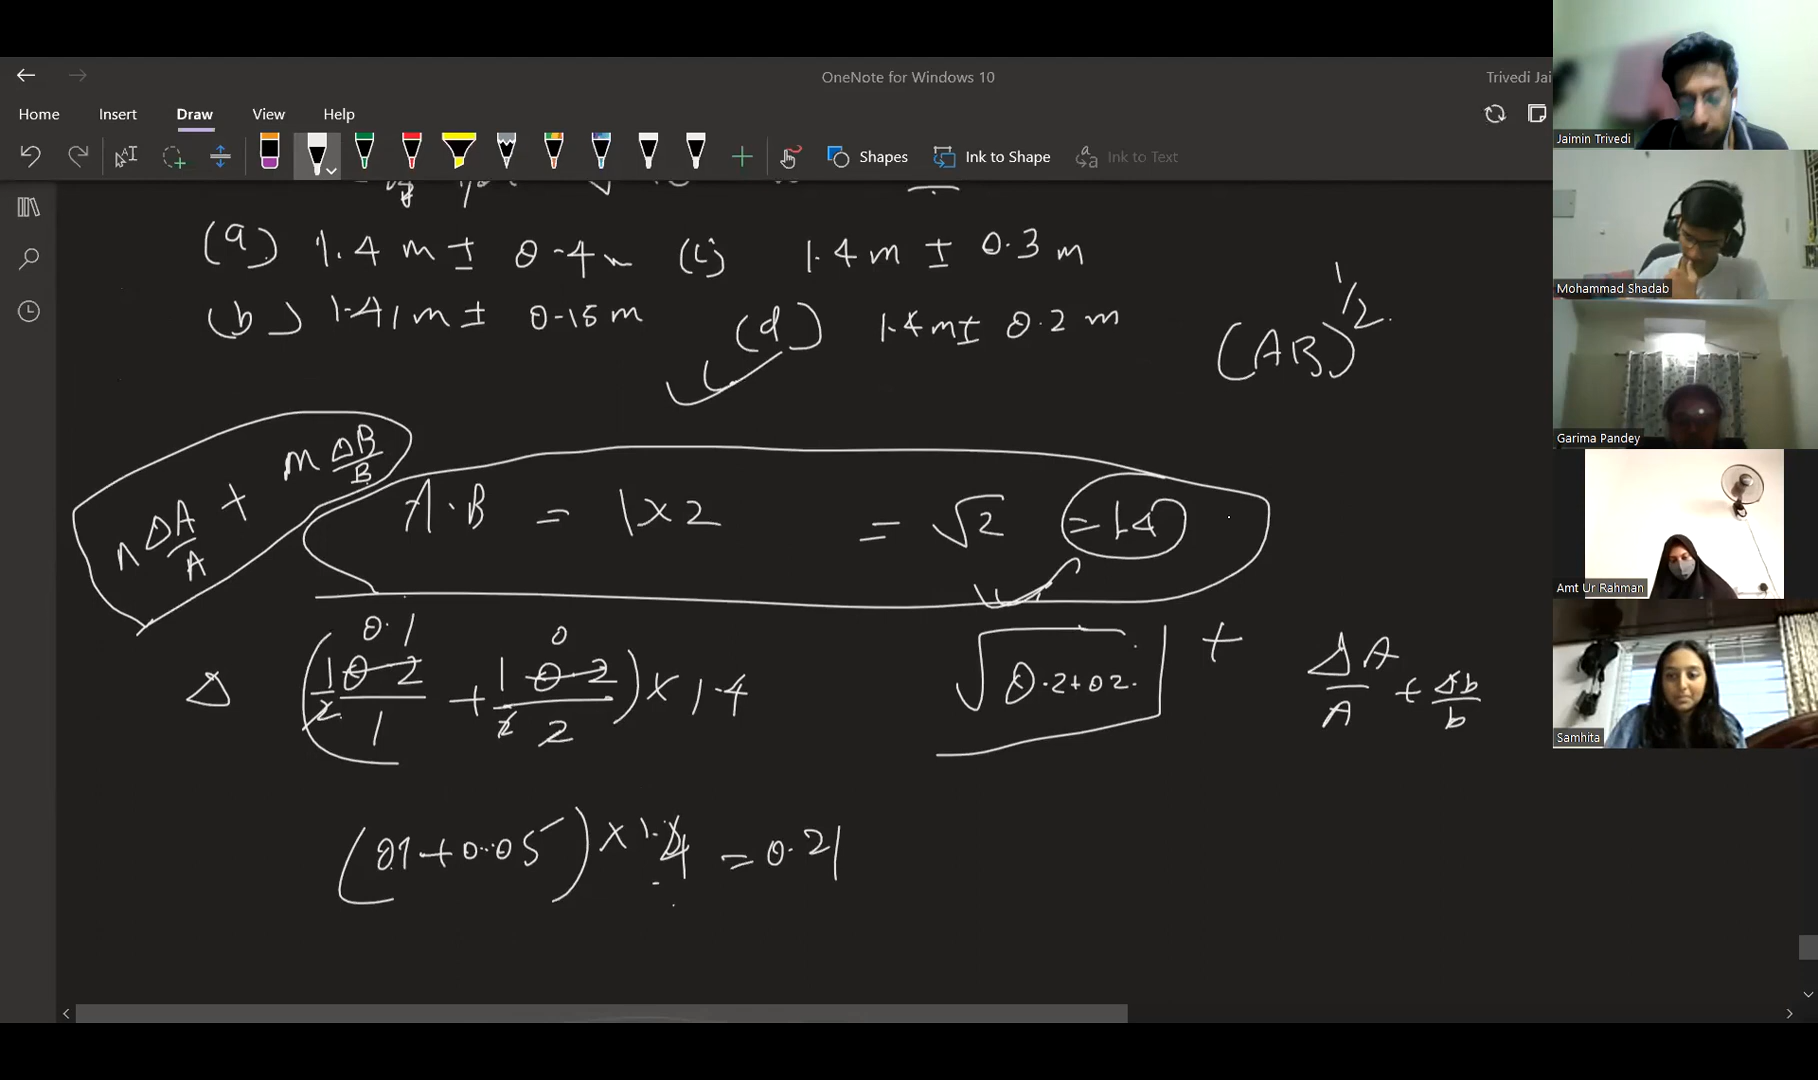 OneNote for Windows 10
Trivedi Jai
Home Insert Draw View Help
Shapes Ink to Shape Ink to Text
(a) 1.4 m ± 0.4 m (c) 1.4 m ± 0.3 m
(b) 1.41 m ± 0.15 m (d) 1.4 m ± 0.2 m
(AB)^1/2
n ΔA/A + m ΔB/B
A·B = 1×2 = √2 = 1.4
0.1 0
Δ (1/2 0.2/1 + 1/2 0.2/2) × 1.4 √0.2+0.2 + ΔA/A + Δb/b
(0.1 + 0.05) × 1.4 = 0.21
Jaimin Trivedi
Mohammad Shadab
Garima Pandey
Amt Ur Rahman
Samhita